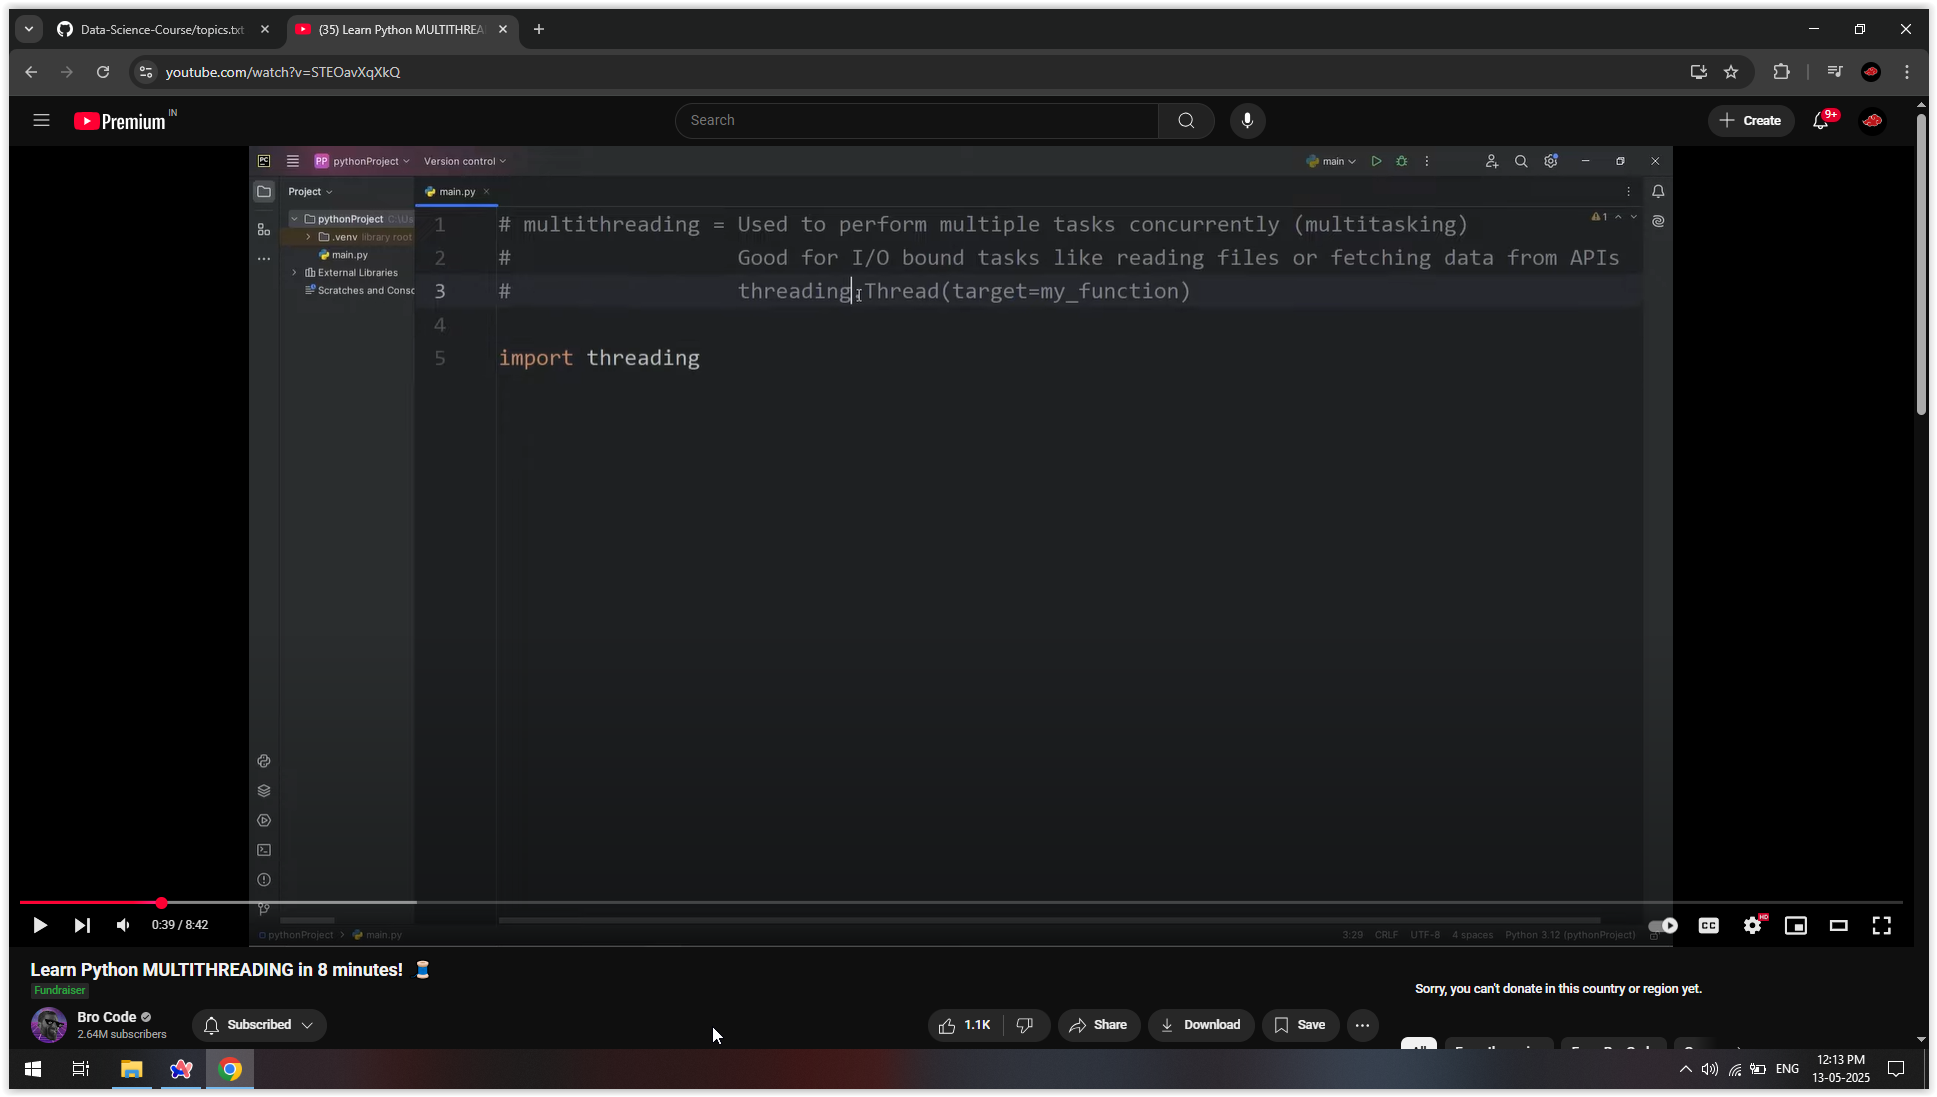 Data-Science-Course/topics.txt
(35) Learn Python MULTITHREA
youtube.com/watch?v=STEOavXqXkQ
Premium IN
Search
Create
9+
PC
PP pythonProject
Version control
main
Project
main.py
pythonProject C:\Us
.venv library root
main.py
External Libraries
Scratches and Consc
1 # multithreading = Used to perform multiple tasks concurrently (multitasking)
2 # Good for I/O bound tasks like reading files or fetching data from APIs
3 # threading.Thread(target=my_function)
4
5 import threading
1
0:39 / 8:42
pythonProject > main.py
3:29 CRLF UTF-8 4 spaces Python 3.12 (pythonProject)
CC
HD
Learn Python MULTITHREADING in 8 minutes!
Fundraiser
Sorry, you can't donate in this country or region yet.
Bro Code
2.64M subscribers
Subscribed
1.1K
Share
Download
Save
12:13 PM
ENG
13-05-2025